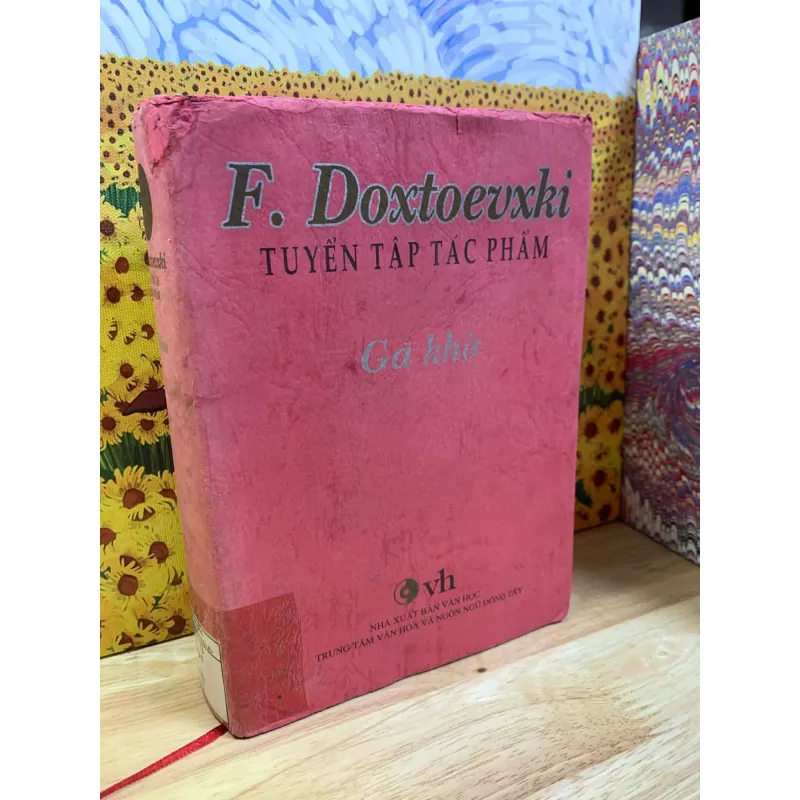 F. Doxtoevxki
TUYỂN TẬP TÁC PHẨM
Gã khờ
vh
NHÀ XUẤT BẢN VĂN HỌC
TRUNG TÂM VĂN HÓA VÀ NGÔN NGỮ ĐÔNG TÂY